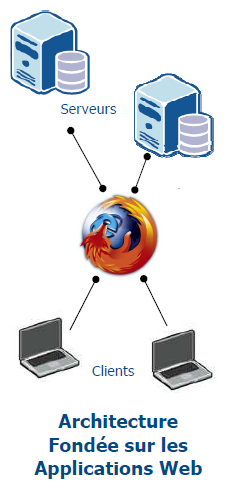 Serveurs
Clients
Architecture
Fondée sur les
Applications Web